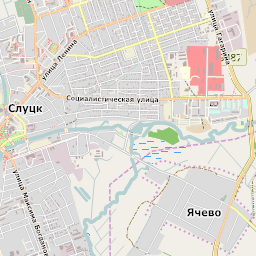 улица Гагарина
улица Ленина
Социалистическая улица
Слуцк
улица Максима Богдановича
Ячево